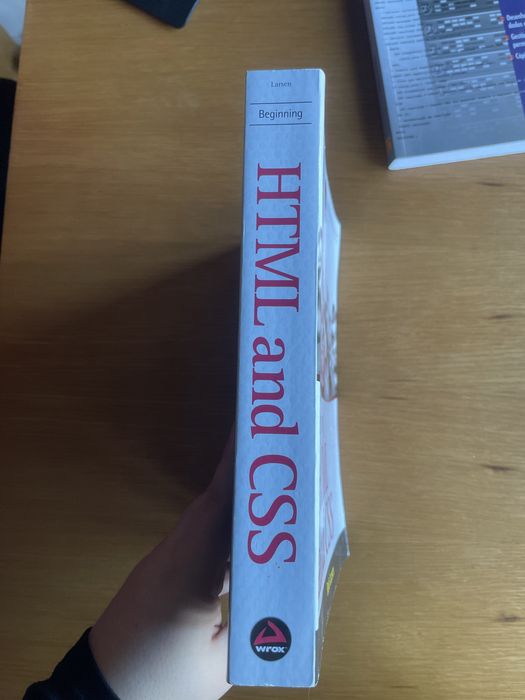 Larsen
Beginning
HTML and CSS
wrox